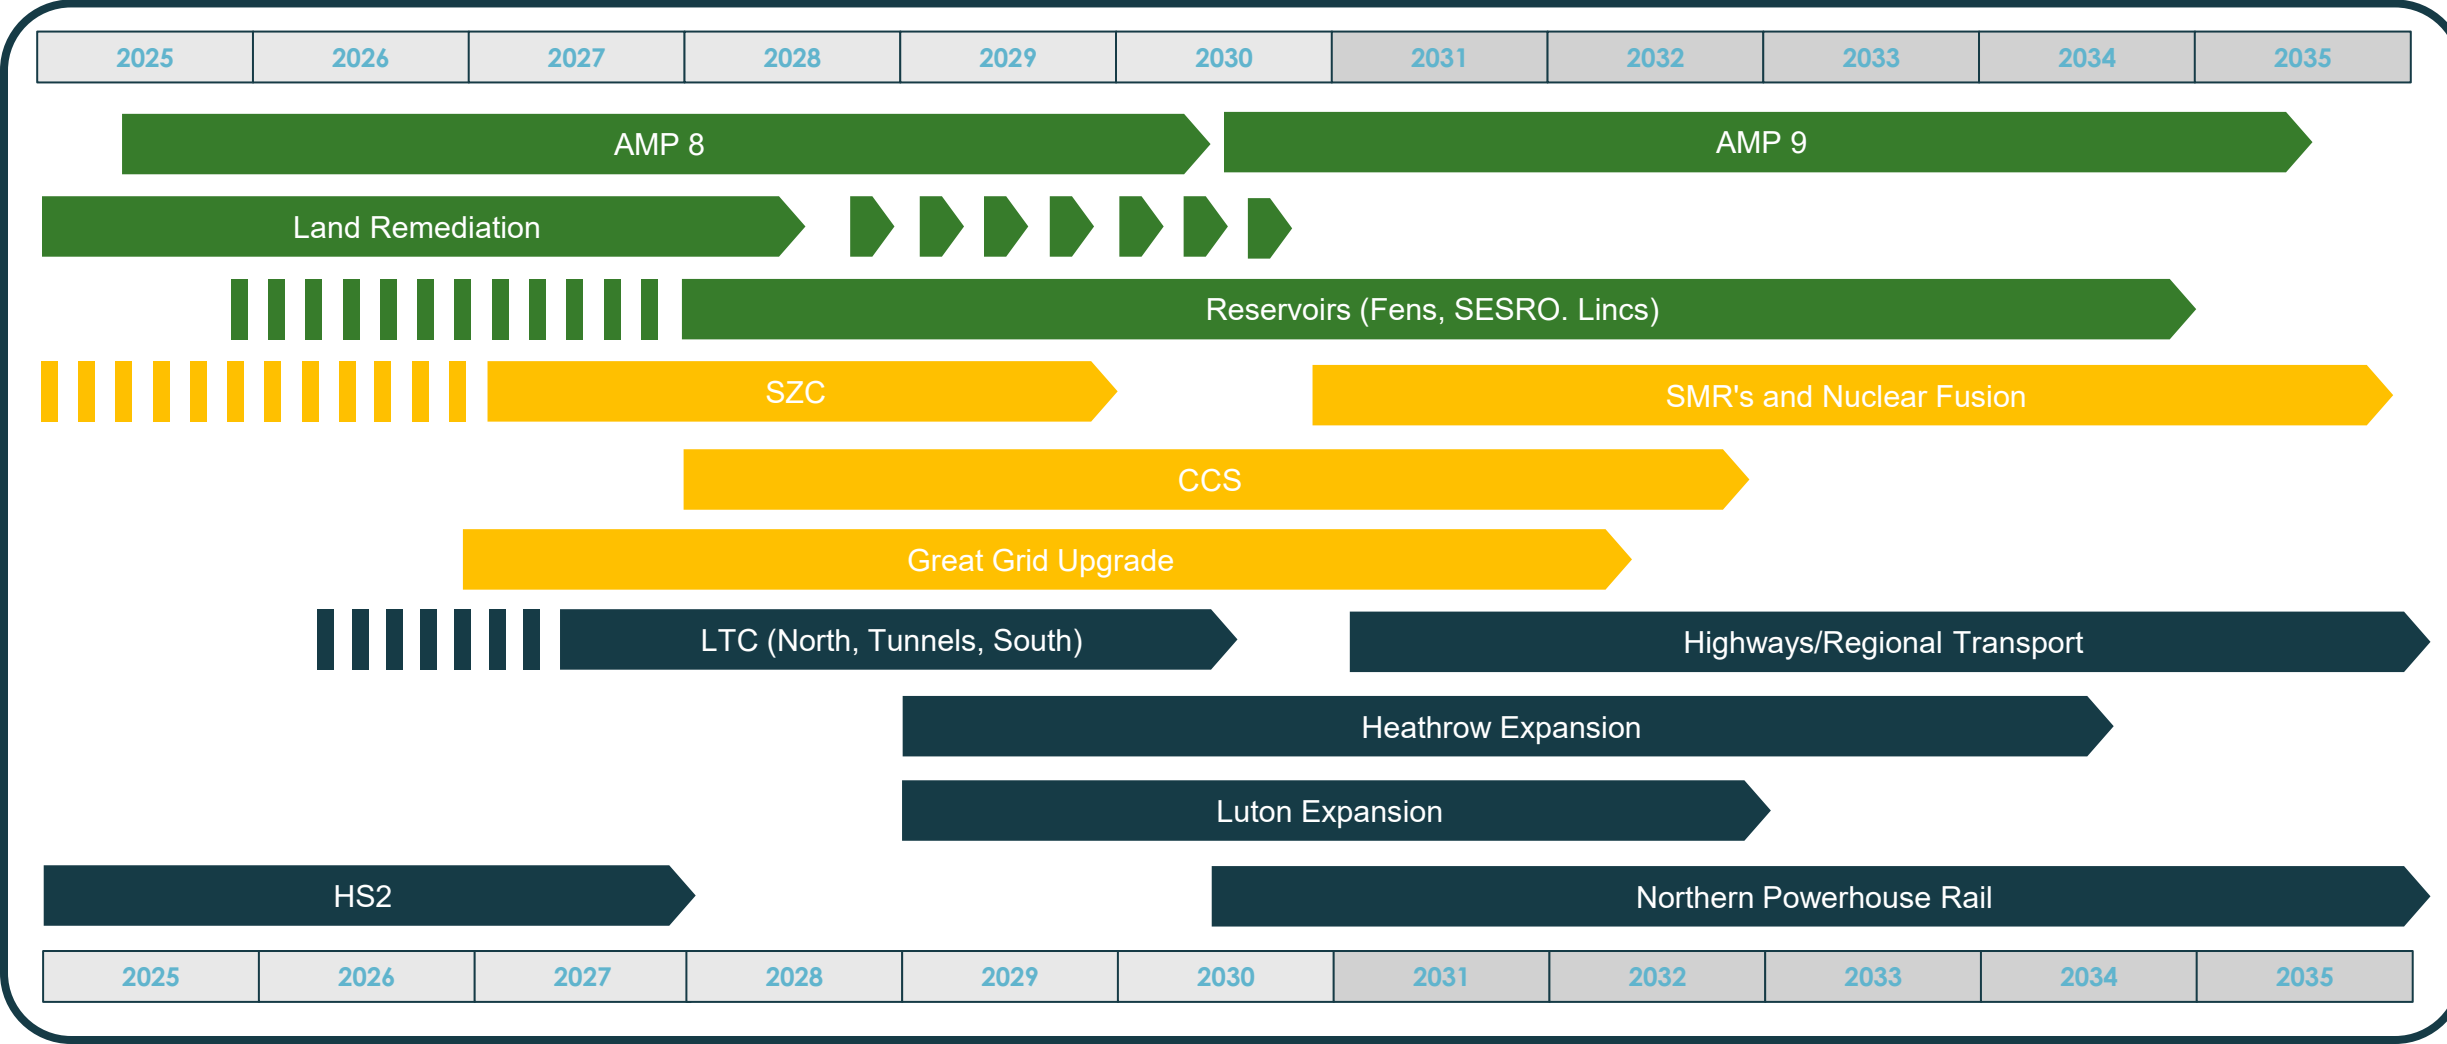 2025 2026 2027 2028 2029 2030 2031 2032 2033 2034 2035
AMP 8 AMP 9
Land Remediation
Reservoirs (Fens, SESRO. Lincs)
SZC SMR's and Nuclear Fusion
CCS
Great Grid Upgrade
LTC (North, Tunnels, South) Highways/Regional Transport
Heathrow Expansion
Luton Expansion
HS2 Northern Powerhouse Rail
2025 2026 2027 2028 2029 2030 2031 2032 2033 2034 2035